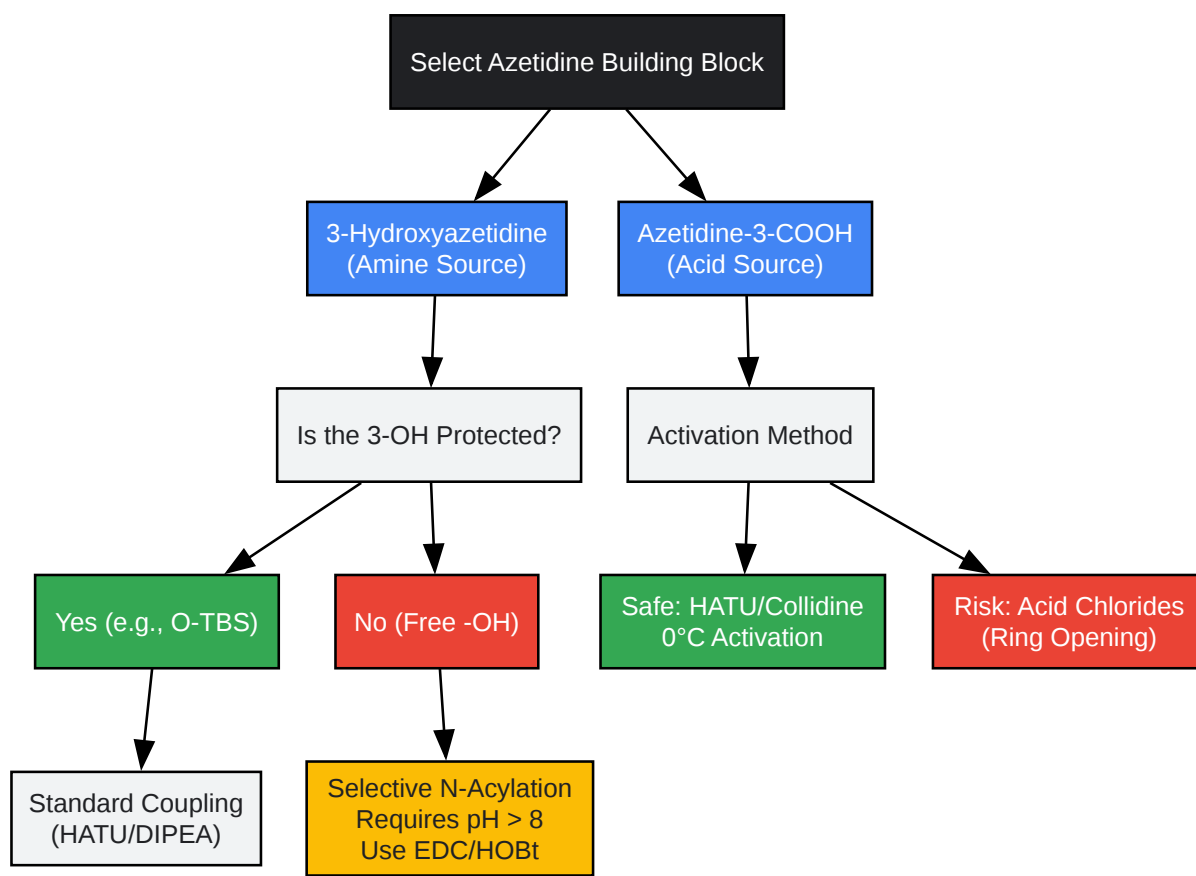 Select Azetidine Building Block
3-Hydroxyazetidine
(Amine Source)
Azetidine-3-COOH
(Acid Source)
Is the 3-OH Protected?
Activation Method
Yes (e.g., O-TBS)
No (Free -OH)
Safe: HATU/Collidine
0°C Activation
Risk: Acid Chlorides
(Ring Opening)
Standard Coupling
(HATU/DIPEA)
Selective N-Acylation
Requires pH > 8
Use EDC/HOBt